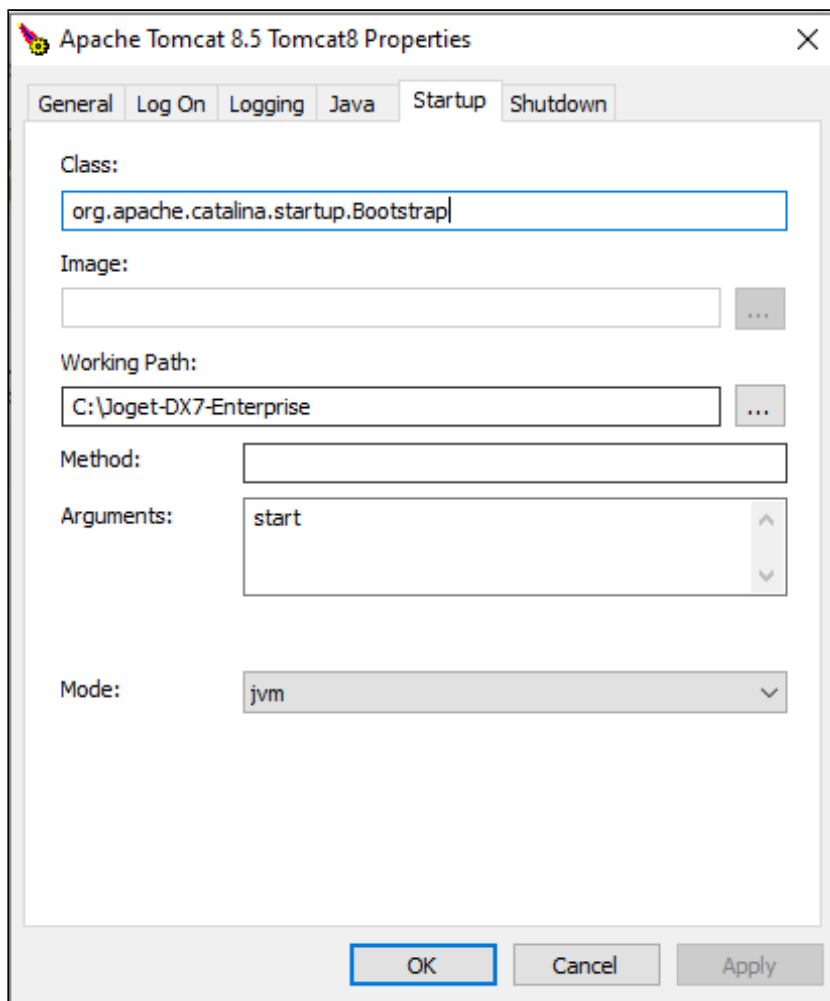 Apache Tomcat 8.5 Tomcat8 Properties
General Log On Logging Java Startup Shutdown
Class:
org.apache.catalina.startup.Bootstrap
Image:
...
Working Path:
C:\Joget-DX7-Enterprise
...
Method:
Arguments: start
Mode: jvm
OK Cancel Apply